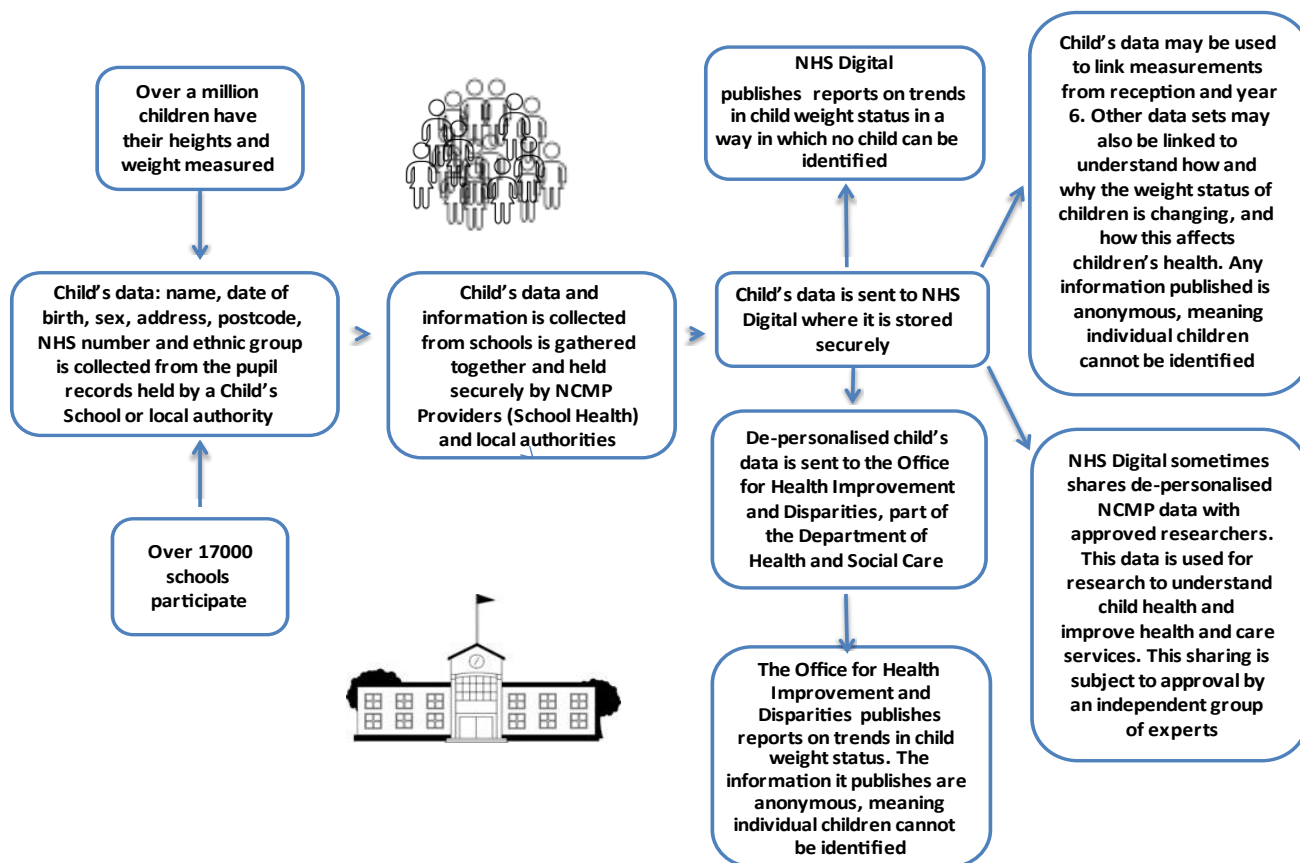 Over a million
children have
their heights and
weight measured
Child’s data: name, date of
birth, sex, address, postcode,
NHS number and ethnic group
is collected from the pupil
records held by a Child’s
School or local authority
Over 17000
schools
participate
Child’s data and
information is collected
from schools is gathered
together and held
securely by NCMP
Providers (School Health)
and local authorities
NHS Digital
publishes reports on trends
in child weight status in a
way in which no child can be
identified
Child’s data is sent to NHS
Digital where it is stored
securely
De-personalised child’s
data is sent to the Office
for Health Improvement
and Disparities, part of
the Department of
Health and Social Care
The Office for Health
Improvement and
Disparities publishes
reports on trends in child
weight status. The
information it publishes are
anonymous, meaning
individual children cannot
be identified
Child’s data may be used
to link measurements
from reception and year
6. Other data sets may
also be linked to
understand how and
why the weight status of
children is changing, and
how this affects
children’s health. Any
information published is
anonymous, meaning
individual children
cannot be identified
NHS Digital sometimes
shares de-personalised
NCMP data with
approved researchers.
This data is used for
research to understand
child health and
improve health and care
services. This sharing is
subject to approval by
an independent group
of experts